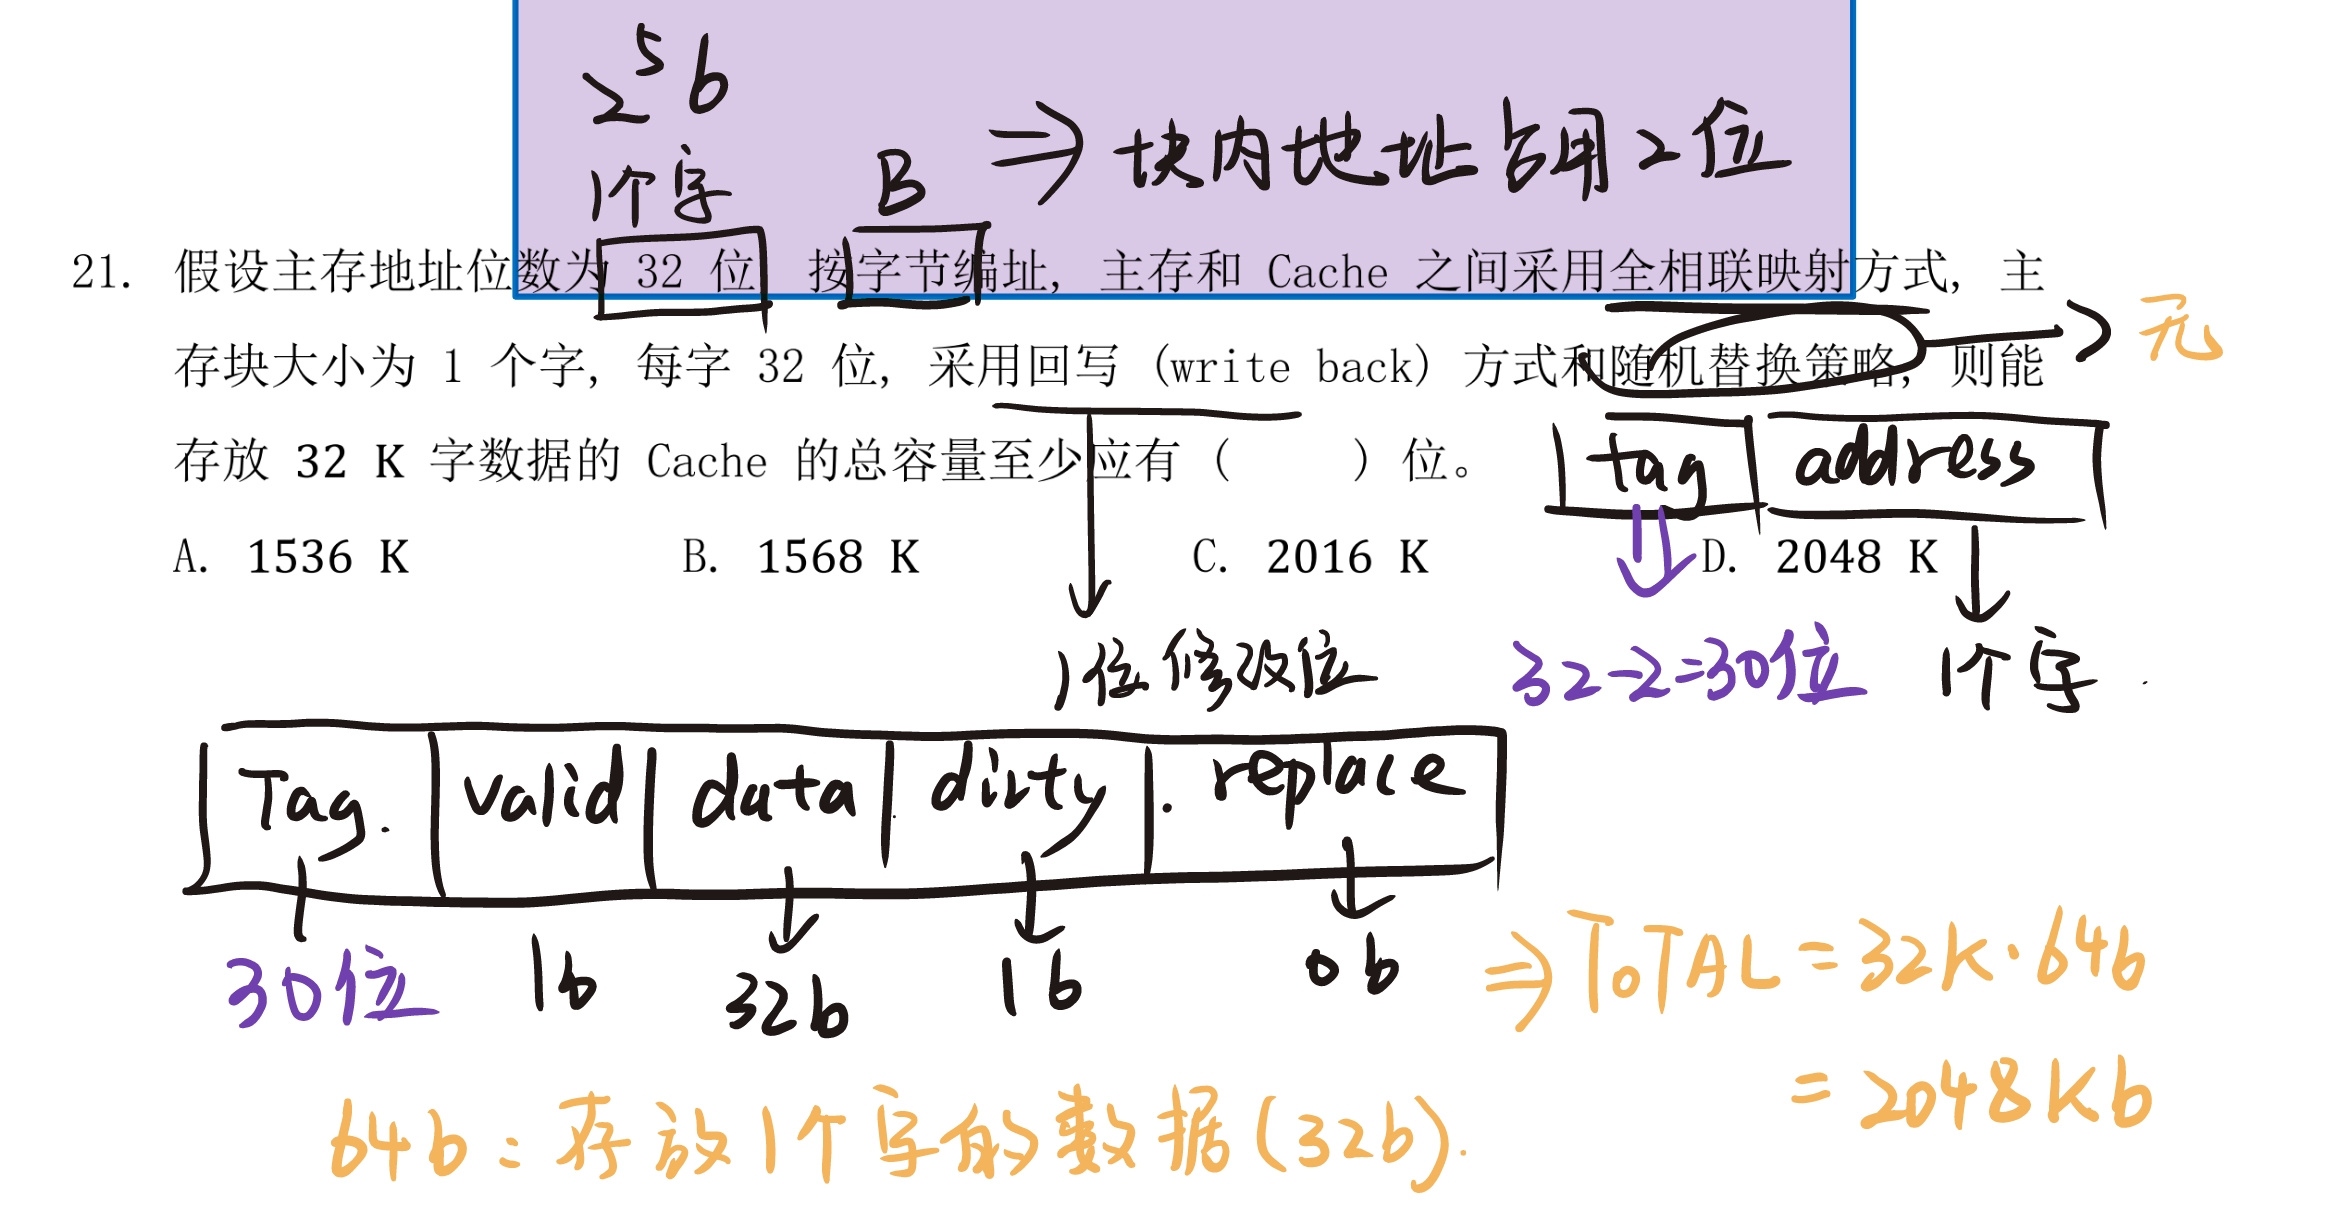 2⁵b
1个字
B
⇒ 块内地址占用2位
21. 假设主存地址位数为 32 位 按字节编址, 主存和 Cache 之间采用全相联映射方式, 主
存块大小为 1 个字, 每字 32 位, 采用回写 (write back) 方式和随机替换策略, 则能
→ 无
存放 32 K 字数据的 Cache 的总容量至少应有 ( ) 位。
tag address
A. 1536 K B. 1568 K C. 2016 K D. 2048 K
1位修改位
32-2=30位 1个字
Tag. valid data dirty replace
30位 1b 32b 1b 0b
⇒ TOTAL = 32K·64b
= 2048Kb
64b: 存放1个字的数据(32b).